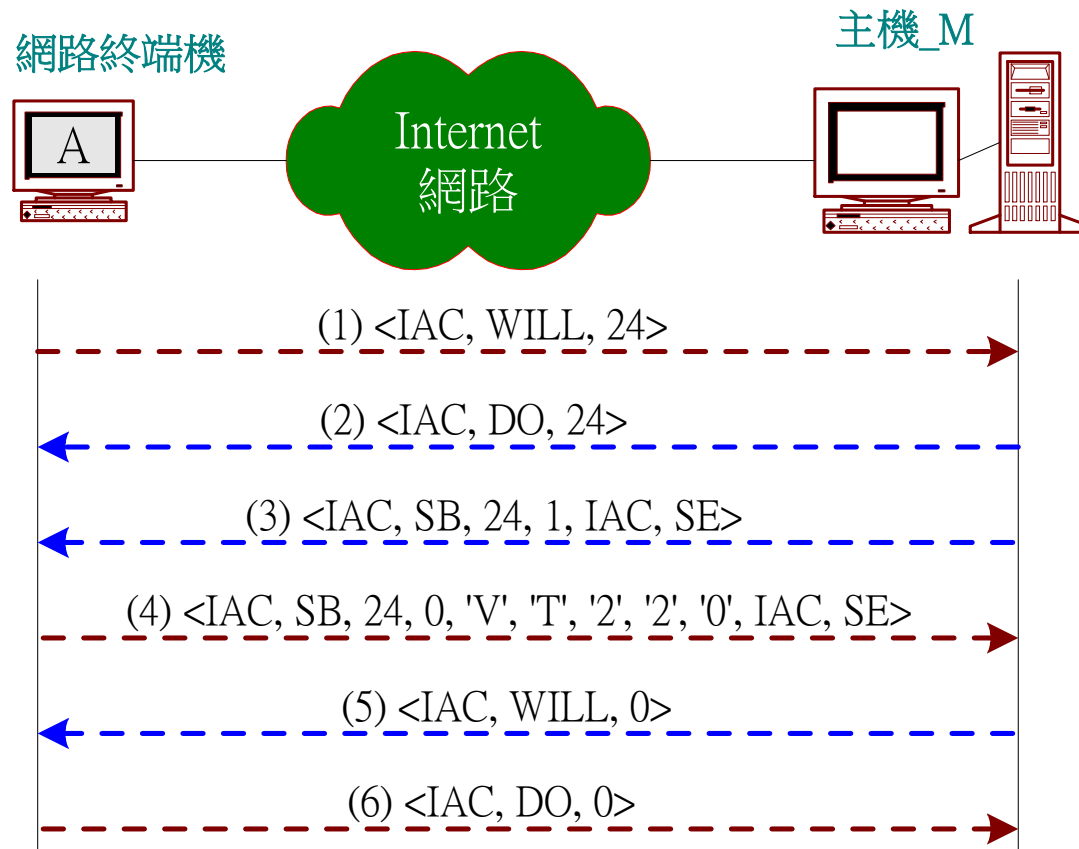 網路終端機
主機_M
A
Internet
網路
(1) <IAC, WILL, 24>
(2) <IAC, DO, 24>
(3) <IAC, SB, 24, 1, IAC, SE>
(4) <IAC, SB, 24, 0, 'V', 'T', '2', '2', '0', IAC, SE>
(5) <IAC, WILL, 0>
(6) <IAC, DO, 0>